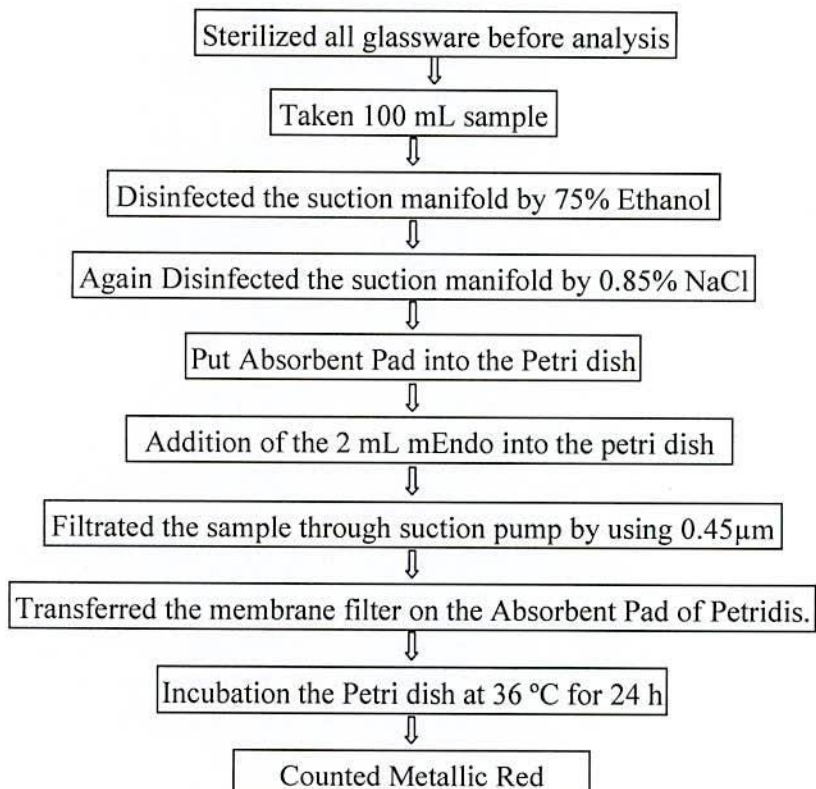 Sterilized all glassware before analysis
Taken 100 mL sample
Disinfected the suction manifold by 75% Ethanol
Again Disinfected the suction manifold by 0.85% NaCl
Put Absorbent Pad into the Petri dish
Addition of the 2 mL mEndo into the petri dish
Filtrated the sample through suction pump by using 0.45µm
Transferred the membrane filter on the Absorbent Pad of Petridis.
Incubation the Petri dish at 36 ºC for 24 h
Counted Metallic Red